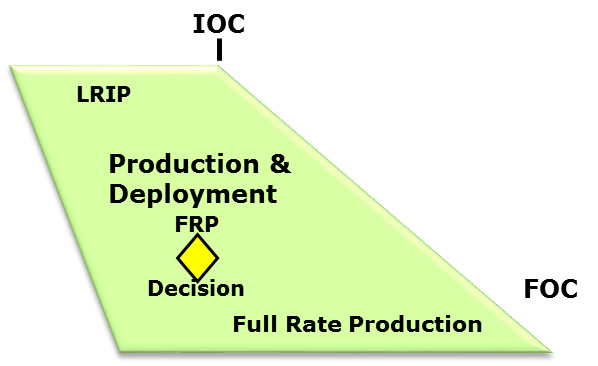 IOC
LRIP
Production &
Deployment
FRP
Decision
FOC
Full Rate Production